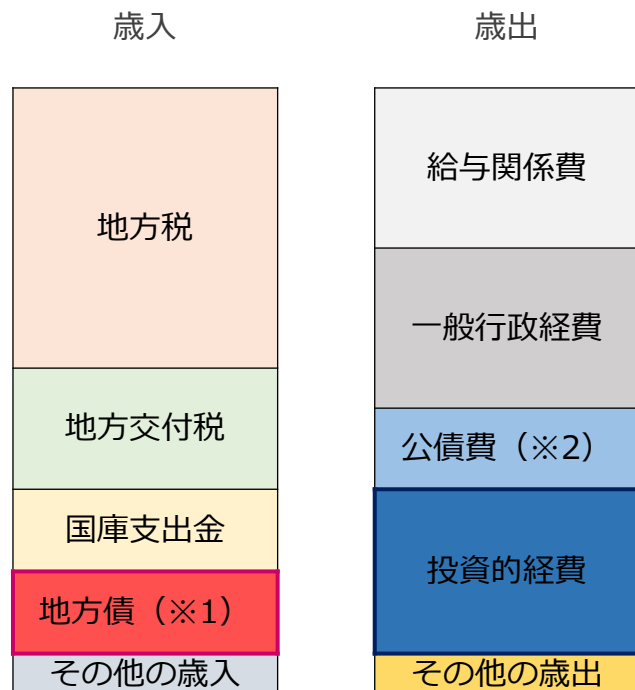 歳入
歳出
地方税
地方交付税
国庫支出金
地方債（※1）
その他の歳入
給与関係費
一般行政経費
公債費（※2）
投資的経費
その他の歳出